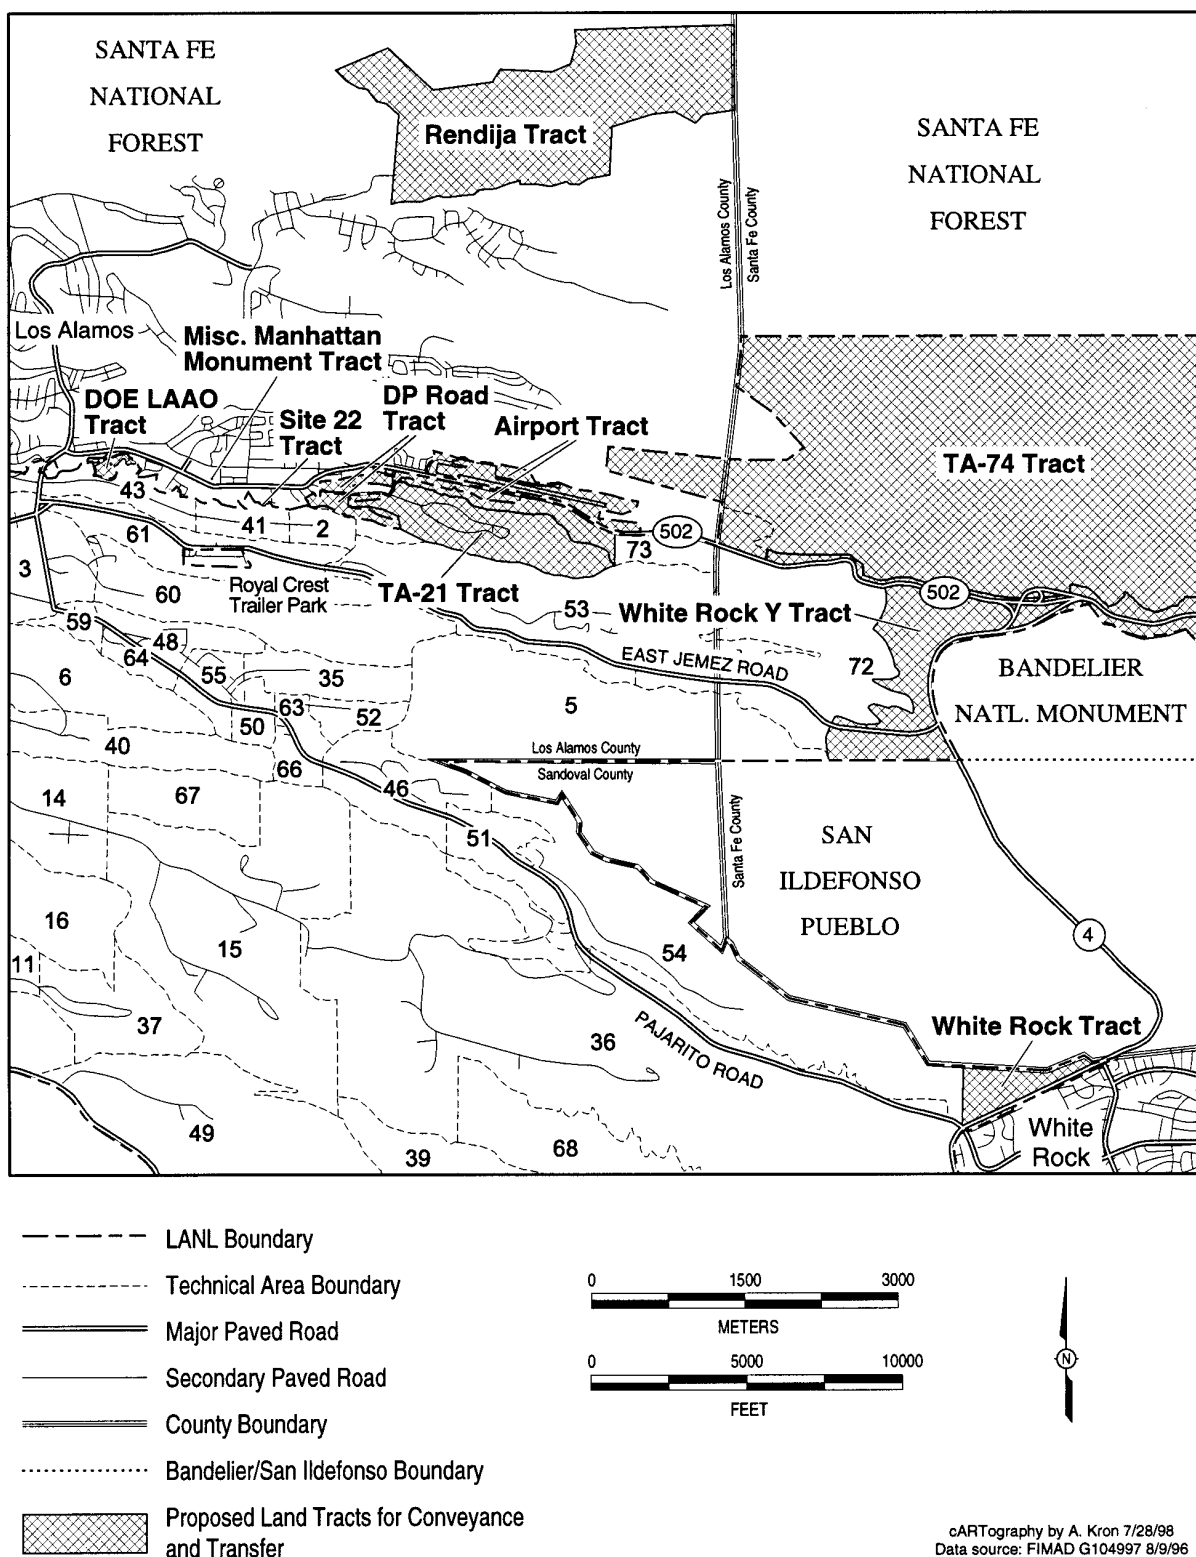 SANTA FE
NATIONAL
FOREST
Rendija Tract
SANTA FE
NATIONAL
FOREST
Los Alamos County
Santa Fe County
Los Alamos
Misc. Manhattan
Monument Tract
DOE LAAO
Tract
Site 22
Tract
DP Road
Tract
Airport Tract
TA-74 Tract
43
41
2
61
502
73
3
60
Royal Crest
Trailer Park
TA-21 Tract
53
White Rock Y Tract
502
59
48
64
55
6
35
EAST JEMEZ ROAD
72
BANDELIER
NATL. MONUMENT
63
50
52
5
40
66
Los Alamos County
Sandoval County
14
67
46
51
Santa Fe County
SAN
ILDEFONSO
PUEBLO
16
15
54
4
11
37
36
PAJARITO ROAD
White Rock Tract
49
39
68
White
Rock
LANL Boundary
Technical Area Boundary
Major Paved Road
Secondary Paved Road
County Boundary
Bandelier/San Ildefonso Boundary
Proposed Land Tracts for Conveyance
and Transfer
0 1500 3000
METERS
0 5000 10000
FEET
N
cARTography by A. Kron 7/28/98
Data source: FIMAD G104997 8/9/96